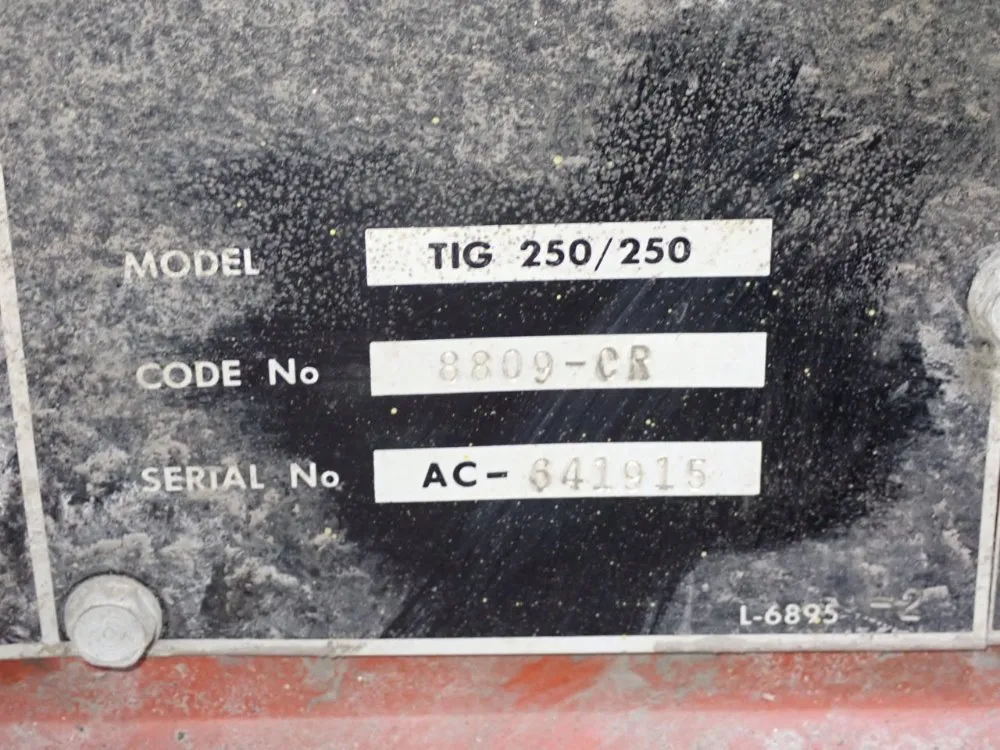 MODEL TIG 250/250
CODE No 8809-CR
SERIAL No AC-641915
L-6895 -2